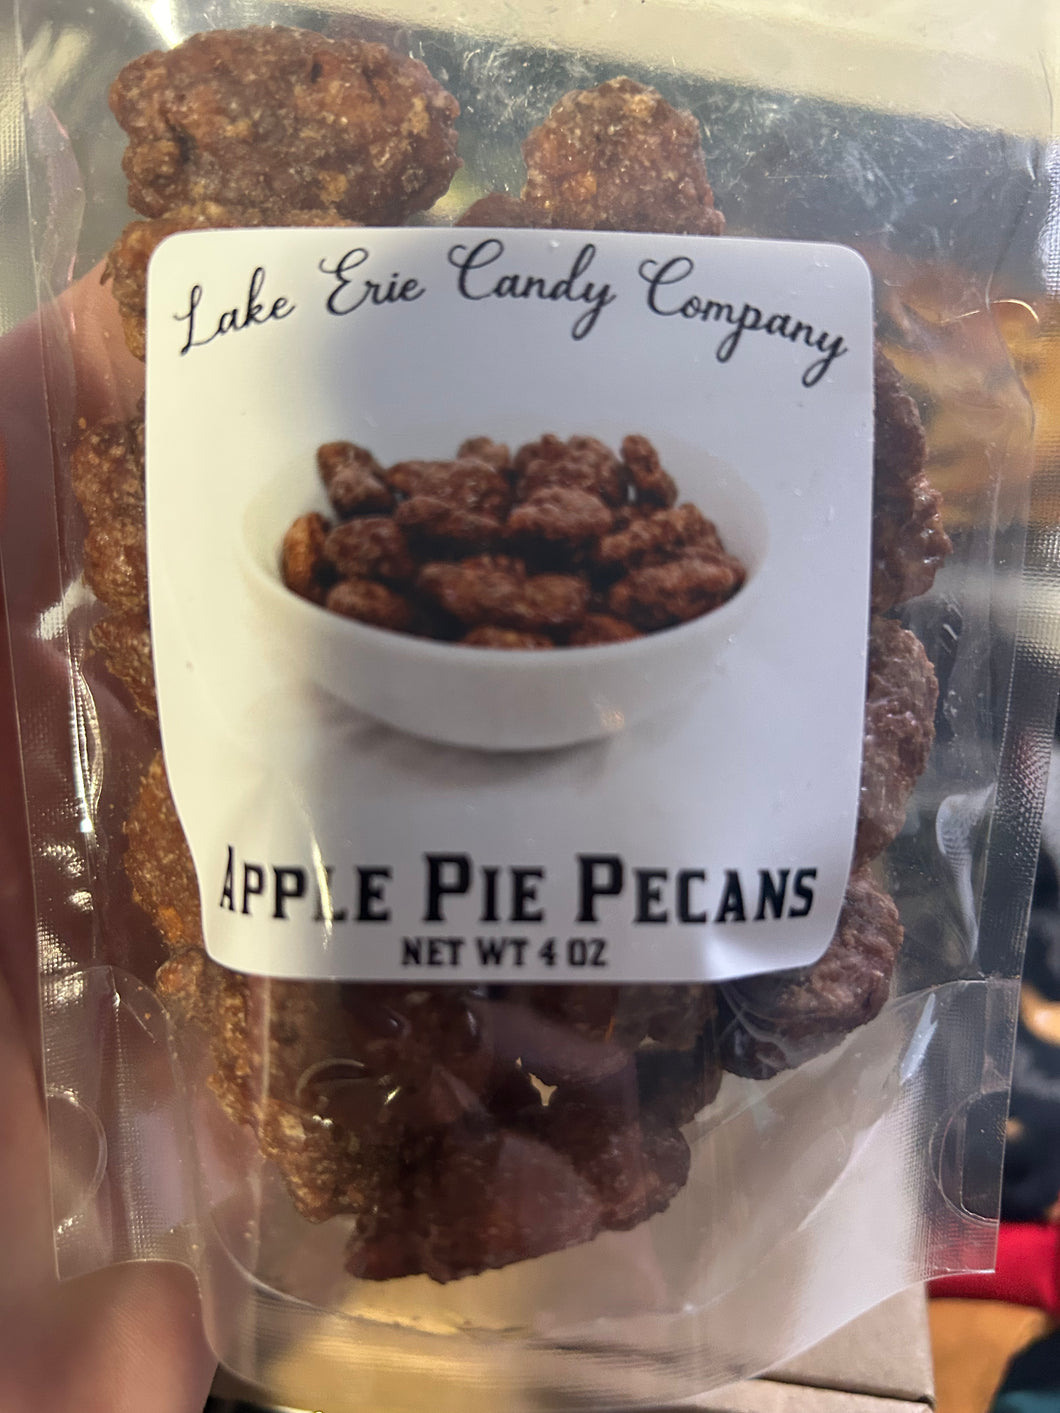 Lake Erie Candy Company
APPLE PIE PECANS
NET WT 4 OZ